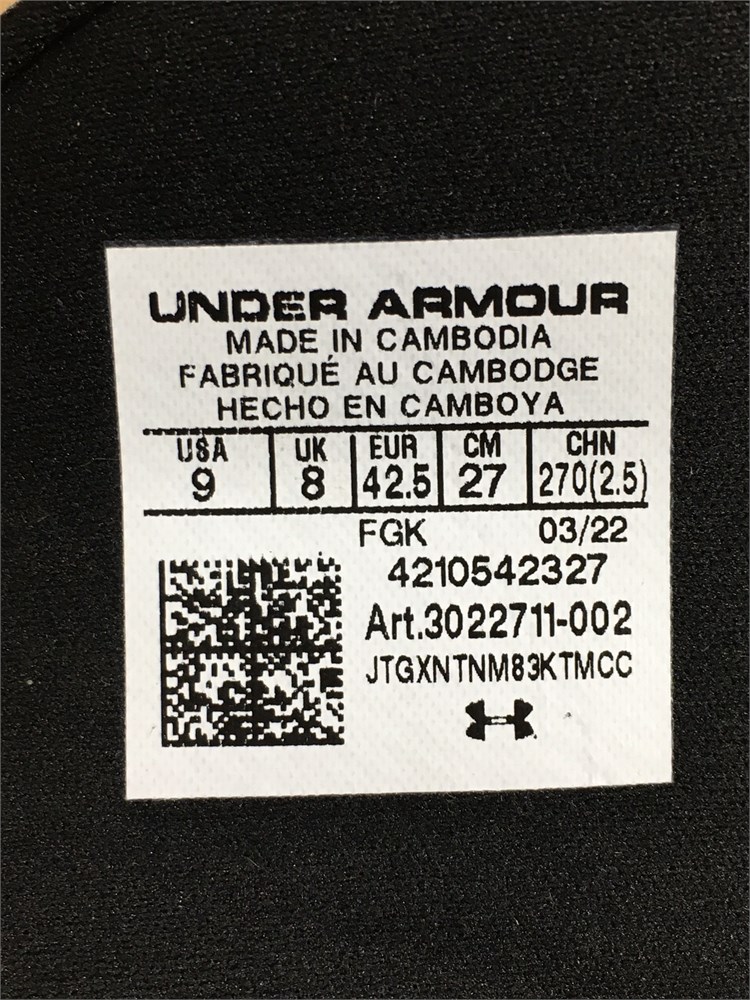 UNDER ARMOUR
MADE IN CAMBODIA
FABRIQUÉ AU CAMBODGE
HECHO EN CAMBOYA
USA UK EUR CM CHN
9 8 42.5 27 270(2.5)
FGK 03/22
4210542327
Art.3022711-002
JTGXNTNM83KTMCC